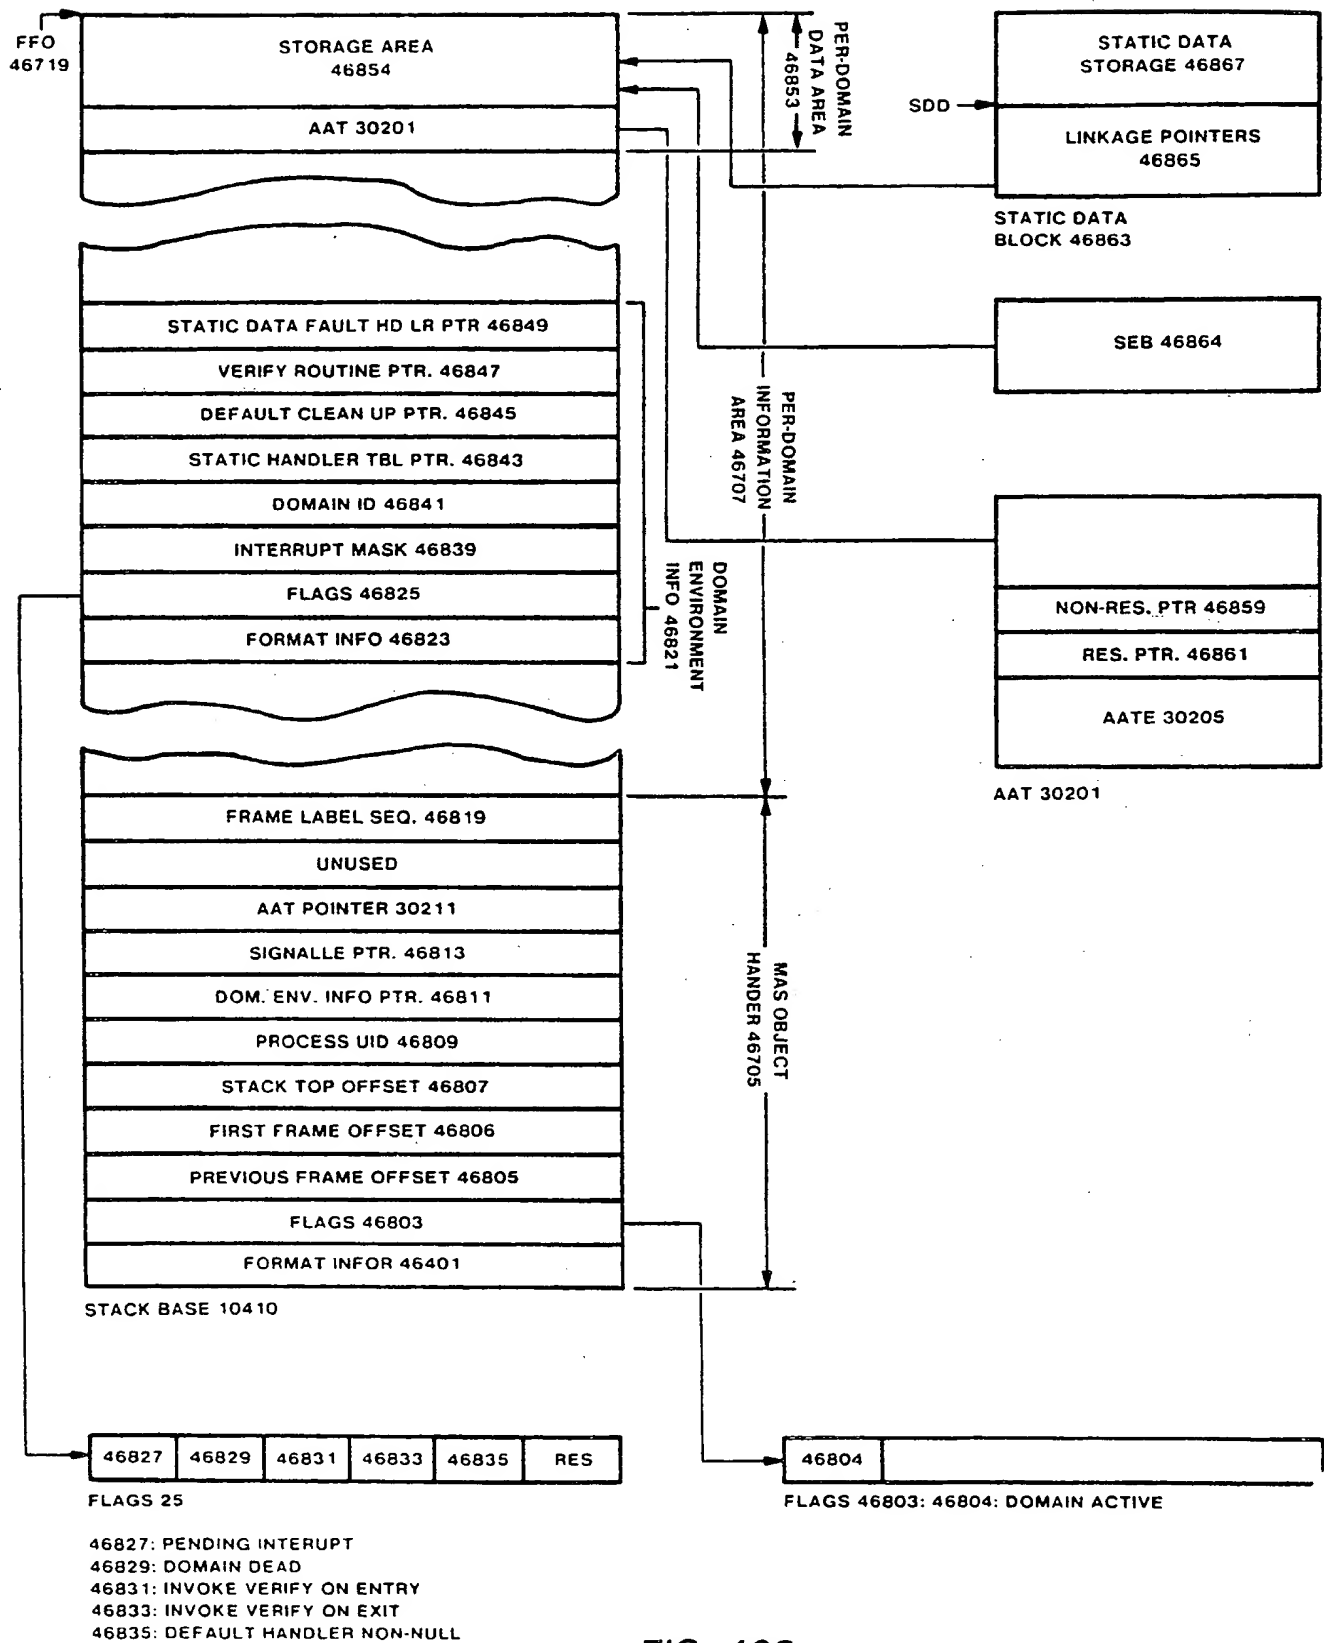 FFO
46719
STORAGE AREA
46854
AAT 30201
PER-DOMAIN
DATA AREA
46853
STATIC DATA
STORAGE 46867
SDD
LINKAGE POINTERS
46865
STATIC DATA
BLOCK 46863
STATIC DATA FAULT HD LR PTR 46849
VERIFY ROUTINE PTR. 46847
DEFAULT CLEAN UP PTR. 46845
STATIC HANDLER TBL PTR. 46843
DOMAIN ID 46841
INTERRUPT MASK 46839
FLAGS 46825
FORMAT INFO 46823
DOMAIN
ENVIRONMENT
INFO 46821
PER-DOMAIN
INFORMATION
AREA 46707
SEB 46864
NON-RES. PTR 46859
RES. PTR. 46861
AATE 30205
AAT 30201
FRAME LABEL SEQ. 46819
UNUSED
AAT POINTER 30211
SIGNALLE PTR. 46813
DOM. ENV. INFO PTR. 46811
PROCESS UID 46809
STACK TOP OFFSET 46807
FIRST FRAME OFFSET 46806
PREVIOUS FRAME OFFSET 46805
FLAGS 46803
FORMAT INFOR 46401
MAS OBJECT
HANDER 46705
STACK BASE 10410
46827 46829 46831 46833 46835 RES
FLAGS 25
46804
FLAGS 46803: 46804: DOMAIN ACTIVE
46827: PENDING INTERUPT
46829: DOMAIN DEAD
46831: INVOKE VERIFY ON ENTRY
46833: INVOKE VERIFY ON EXIT
46835: DEFAULT HANDLER NON-NULL